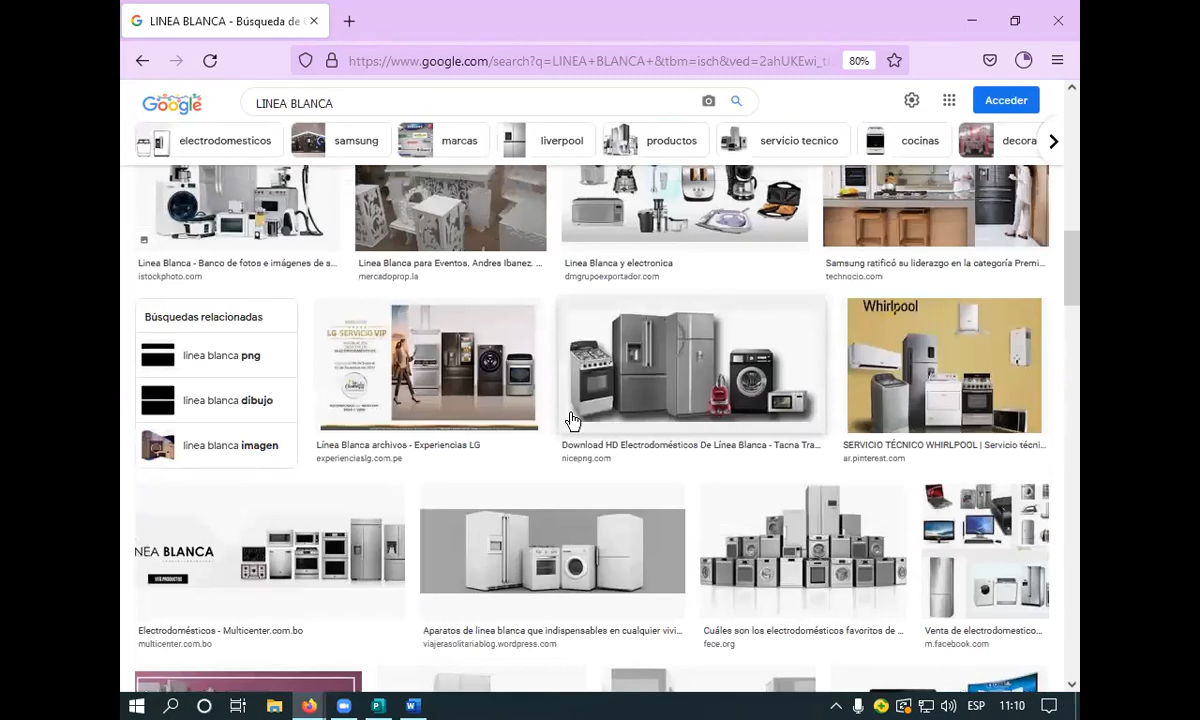 LINEA BLANCA - Búsqueda de
https://www.google.com/search?q=LINEA+BLANCA+&tbm=isch&ved=2ahUKEwi_
80%
Google
LINEA BLANCA
Acceder
electrodomesticos
samsung
marcas
liverpool
productos
servicio tecnico
cocinas
decora
Linea Blanca - Banco de fotos e imágenes de s...
istockphoto.com
Linea Blanca para Eventos. Andres Ibanez. ...
mercadoprop.la
Linea Blanca y electronica
dmgrupoexportador.com
Samsung ratificó su liderazgo en la categoría Premi...
technocio.com
Búsquedas relacionadas
linea blanca png
linea blanca dibujo
linea blanca imagen
LG SERVICIO VIP
Whirlpool
Línea Blanca archivos - Experiencias LG
experienciaslg.com.pe
Download HD Electrodomésticos De Línea Blanca - Tacna Tra...
nicepng.com
SERVICIO TÉCNICO WHIRLPOOL | Servicio técni...
ar.pinterest.com
NEA BLANCA
VER PRODUCTOS
Electrodomésticos - Multicenter.com.bo
multicenter.com.bo
Aparatos de linea blanca que indispensables en cualquier vivi...
viajerasolitariablog.wordpress.com
Cuáles son los electrodomésticos favoritos de ...
fece.org
Venta de electrodomestico...
m.facebook.com
ESP
11:10